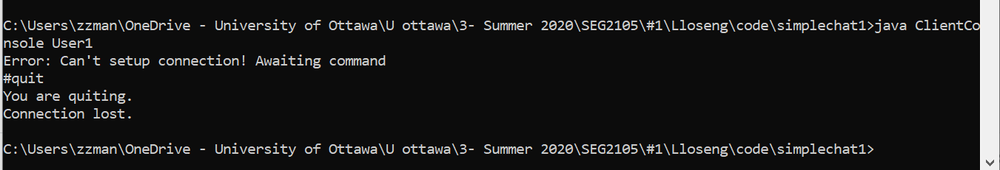 C:\Users\zzman\OneDrive - University of Ottawa\U ottawa\3- Summer 2020\SEG2105\#1\Lloseng\code\simplechat1>java ClientCo
nsole User1
Error: Can't setup connection! Awaiting command
#quit
You are quiting.
Connection lost.
C:\Users\zzman\OneDrive - University of Ottawa\U ottawa\3- Summer 2020\SEG2105\#1\Lloseng\code\simplechat1>